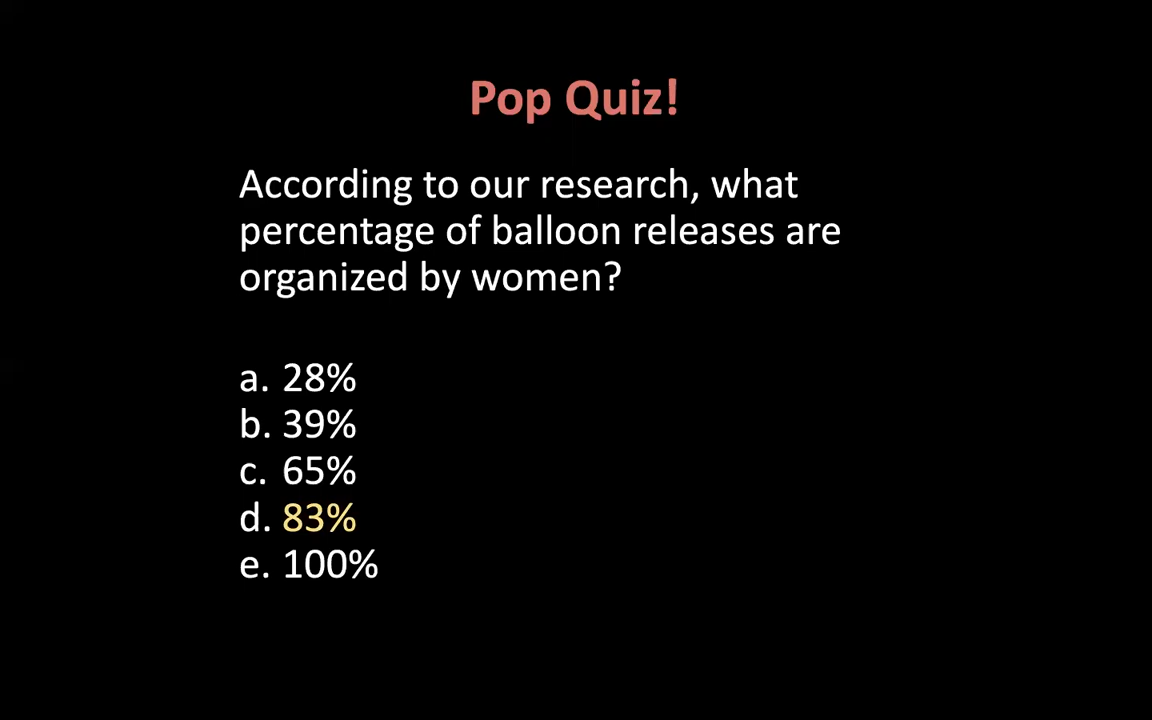 Pop Quiz!
According to our research, what
percentage of balloon releases are
organized by women?
a. 28%
b. 39%
c. 65%
d. 83%
e. 100%